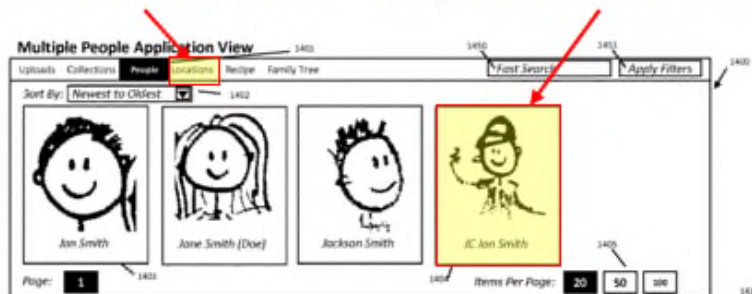 Multiple People Application View
1401
1450
1451
1400
Uploads Collections People Locations Recipe Family Tree
Fast Search
Apply Filters
Sort By: Newest to Oldest
1402
Jon Smith
Jane Smith (Doe)
Jackson Smith
JC Jon Smith
1403
1404
1405
Page: 1
Items Per Page: 20 50 100